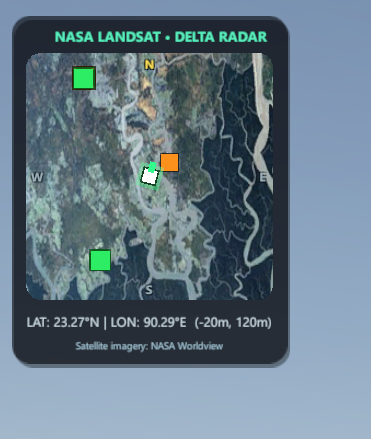 NASA LANDSAT • DELTA RADAR
N
W E
S
LAT: 23.27°N | LON: 90.29°E (-20m, 120m)
Satellite imagery: NASA Worldview